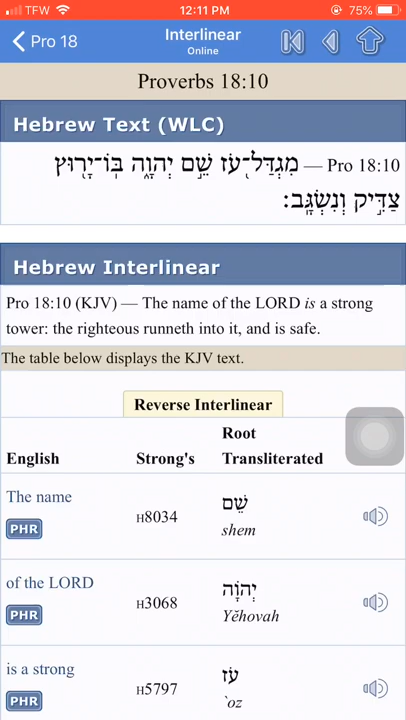 TFW 12:11 PM 75%
Pro 18 Interlinear
Online
Proverbs 18:10
Hebrew Text (WLC)
מִגְדַּל־עֹ֭ז שֵׁ֣ם יְהוָ֑ה בּֽוֹ־יָר֖וּץ — Pro 18:10
צַדִּ֣יק וְנִשְׂגָּֽב׃
Hebrew Interlinear
Pro 18:10 (KJV) — The name of the LORD is a strong
tower: the righteous runneth into it, and is safe.
The table below displays the KJV text.
Reverse Interlinear
English Strong's Root Transliterated
The name H8034 שֵׁם
PHR shem
of the LORD H3068 יְהֹוָה
PHR Yĕhovah
is a strong H5797 עֹז
PHR `oz